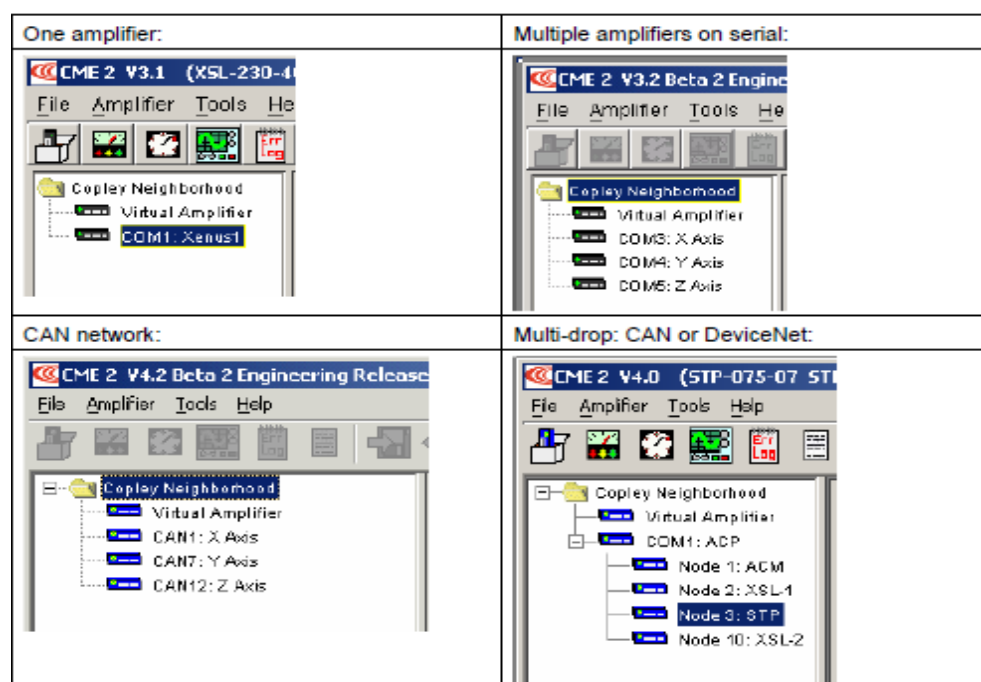 One amplifier:
CME 2 V3.1 (XSL-230-4
File Amplifier Tools He
Err Log
Copley Neighborhood
Virtual Amplifier
COM1: Xenus1
Multiple amplifiers on serial:
CME 2 V3.2 Beta 2 Engine
File Amplifier Tools He
Err Log
Copley Neighborhood
Virtual Amplifier
COM3: X Axis
COM4: Y Axis
COM5: Z Axis
CAN network:
CME 2 V4.2 Beta 2 Engineering Release
File Amplifier Tools Help
Copley Neighborhood
Virtual Amplifier
CAN1: X Axis
CAN7: Y Axis
CAN12: Z Axis
Multi-drop: CAN or DeviceNet:
CME 2 V4.0 (STP-075-07 STI
File Amplifier Tools Help
Err Log
Copley Neighborhood
Virtual Amplifier
COM1: ACP
Node 1: ACM
Node 2: XSL-1
Node 3: STP
Node 10: XSL-2